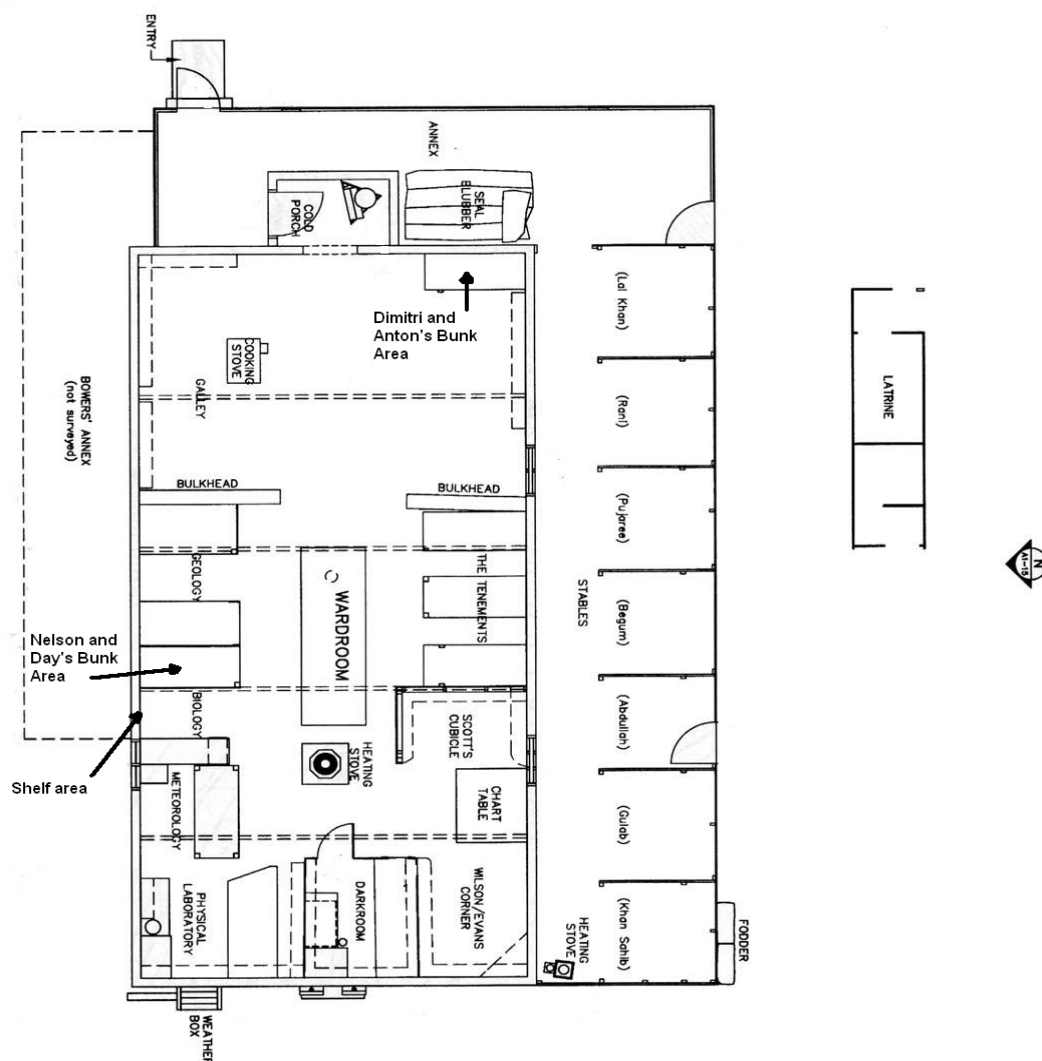 ENTRY
ANNEX
SEAL
BLUBBER
COLD
PORCH
(Lal Khan)
Dimitri and
Anton's Bunk
Area
COOKING
STOVE
GALLEY
(Rani)
LATRINE
BOWERS' ANNEX
(not surveyed)
BULKHEAD
BULKHEAD
(Pujaree)
N
A1-15
GEOLOGY
WARDROOM
THE TENEMENTS
STABLES
(Begum)
Nelson and
Day's Bunk
Area
BIOLOGY
SCOTT'S
CUBICLE
(Abdullah)
Shelf area
HEATING
STOVE
METEOROLOGY
CHART
TABLE
(Gulab)
PHYSICAL
LABORATORY
DARKROOM
WILSON/EVANS
CORNER
HEATING
STOVE
(Khan Sahib)
FODDER
WEATHER
BOX